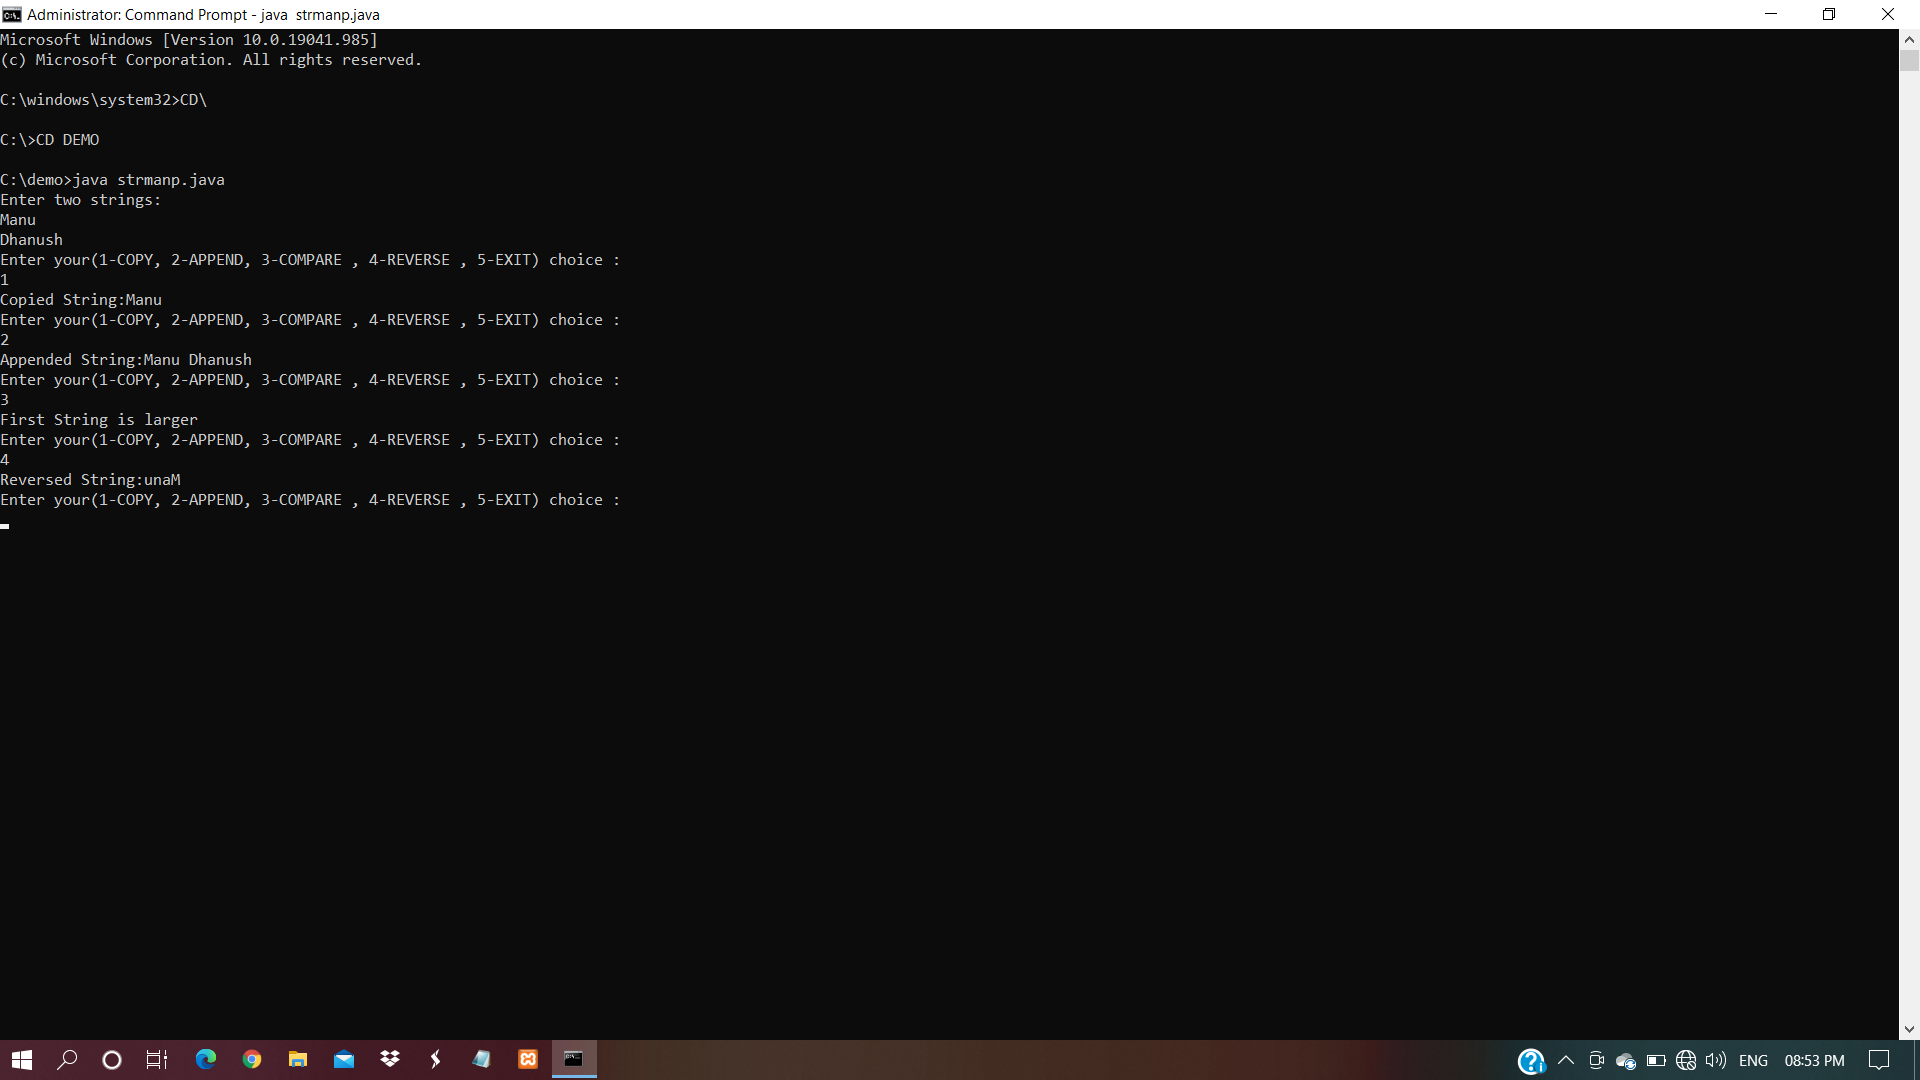 Administrator: Command Prompt - java  strmanp.java
Microsoft Windows [Version 10.0.19041.985]
(c) Microsoft Corporation. All rights reserved.
C:\windows\system32>CD\
C:\>CD DEMO
C:\demo>java strmanp.java
Enter two strings:
Manu
Dhanush
Enter your(1-COPY, 2-APPEND, 3-COMPARE , 4-REVERSE , 5-EXIT) choice :
1
Copied String:Manu
Enter your(1-COPY, 2-APPEND, 3-COMPARE , 4-REVERSE , 5-EXIT) choice :
2
Appended String:Manu Dhanush
Enter your(1-COPY, 2-APPEND, 3-COMPARE , 4-REVERSE , 5-EXIT) choice :
3
First String is larger
Enter your(1-COPY, 2-APPEND, 3-COMPARE , 4-REVERSE , 5-EXIT) choice :
4
Reversed String:unaM
Enter your(1-COPY, 2-APPEND, 3-COMPARE , 4-REVERSE , 5-EXIT) choice :
ENG 08:53 PM